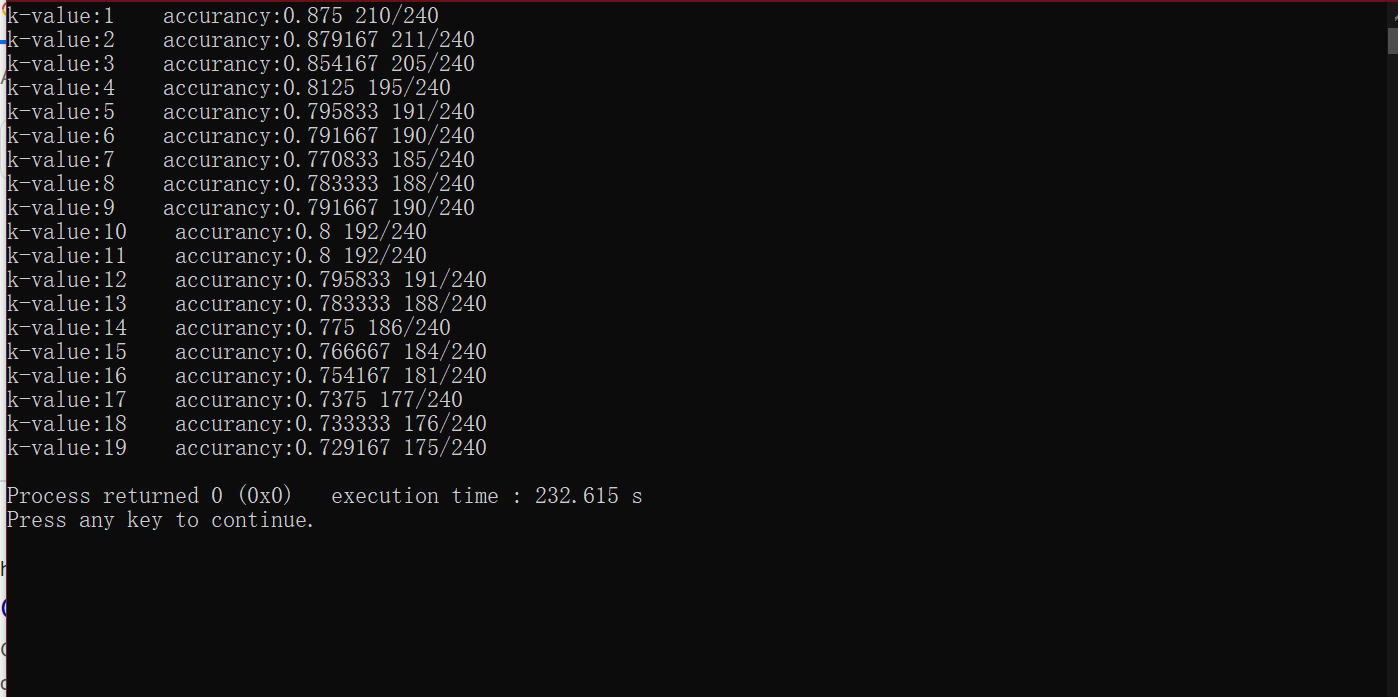 k-value:1    accurancy:0.875 210/240
k-value:2    accurancy:0.879167 211/240
k-value:3    accurancy:0.854167 205/240
k-value:4    accurancy:0.8125 195/240
k-value:5    accurancy:0.795833 191/240
k-value:6    accurancy:0.791667 190/240
k-value:7    accurancy:0.770833 185/240
k-value:8    accurancy:0.783333 188/240
k-value:9    accurancy:0.791667 190/240
k-value:10    accurancy:0.8 192/240
k-value:11    accurancy:0.8 192/240
k-value:12    accurancy:0.795833 191/240
k-value:13    accurancy:0.783333 188/240
k-value:14    accurancy:0.775 186/240
k-value:15    accurancy:0.766667 184/240
k-value:16    accurancy:0.754167 181/240
k-value:17    accurancy:0.7375 177/240
k-value:18    accurancy:0.733333 176/240
k-value:19    accurancy:0.729167 175/240
Process returned 0 (0x0)   execution time : 232.615 s
Press any key to continue.